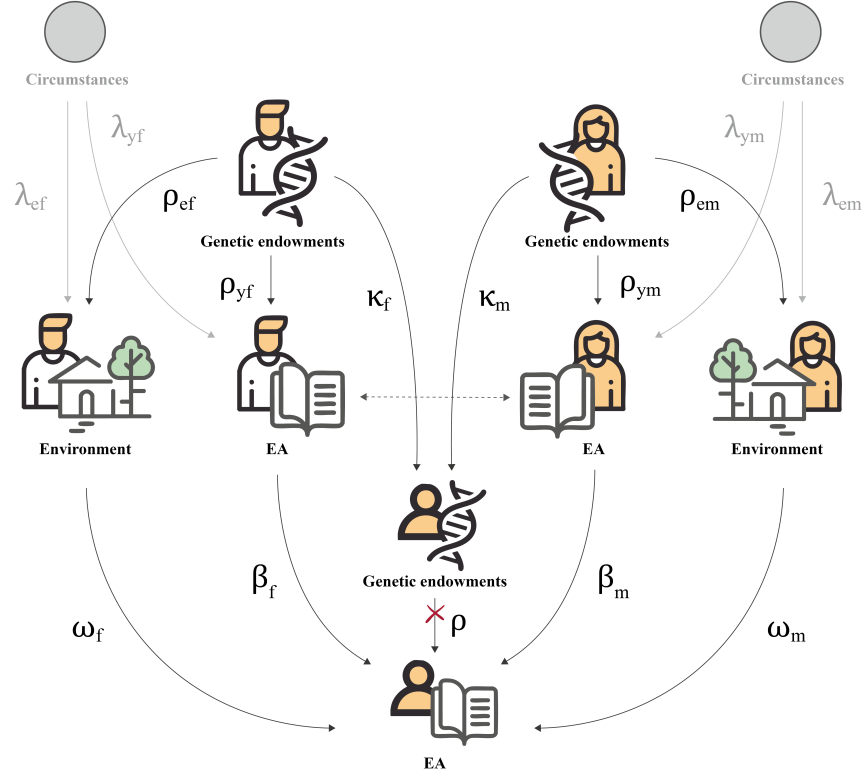 Circumstances
Circumstances
λyf
λym
λef
ρef
ρem
λem
Genetic endowments
Genetic endowments
ρyf
κf
κm
ρym
Environment
EA
EA
Environment
βf
Genetic endowments
βm
ωf
ρ
ωm
EA